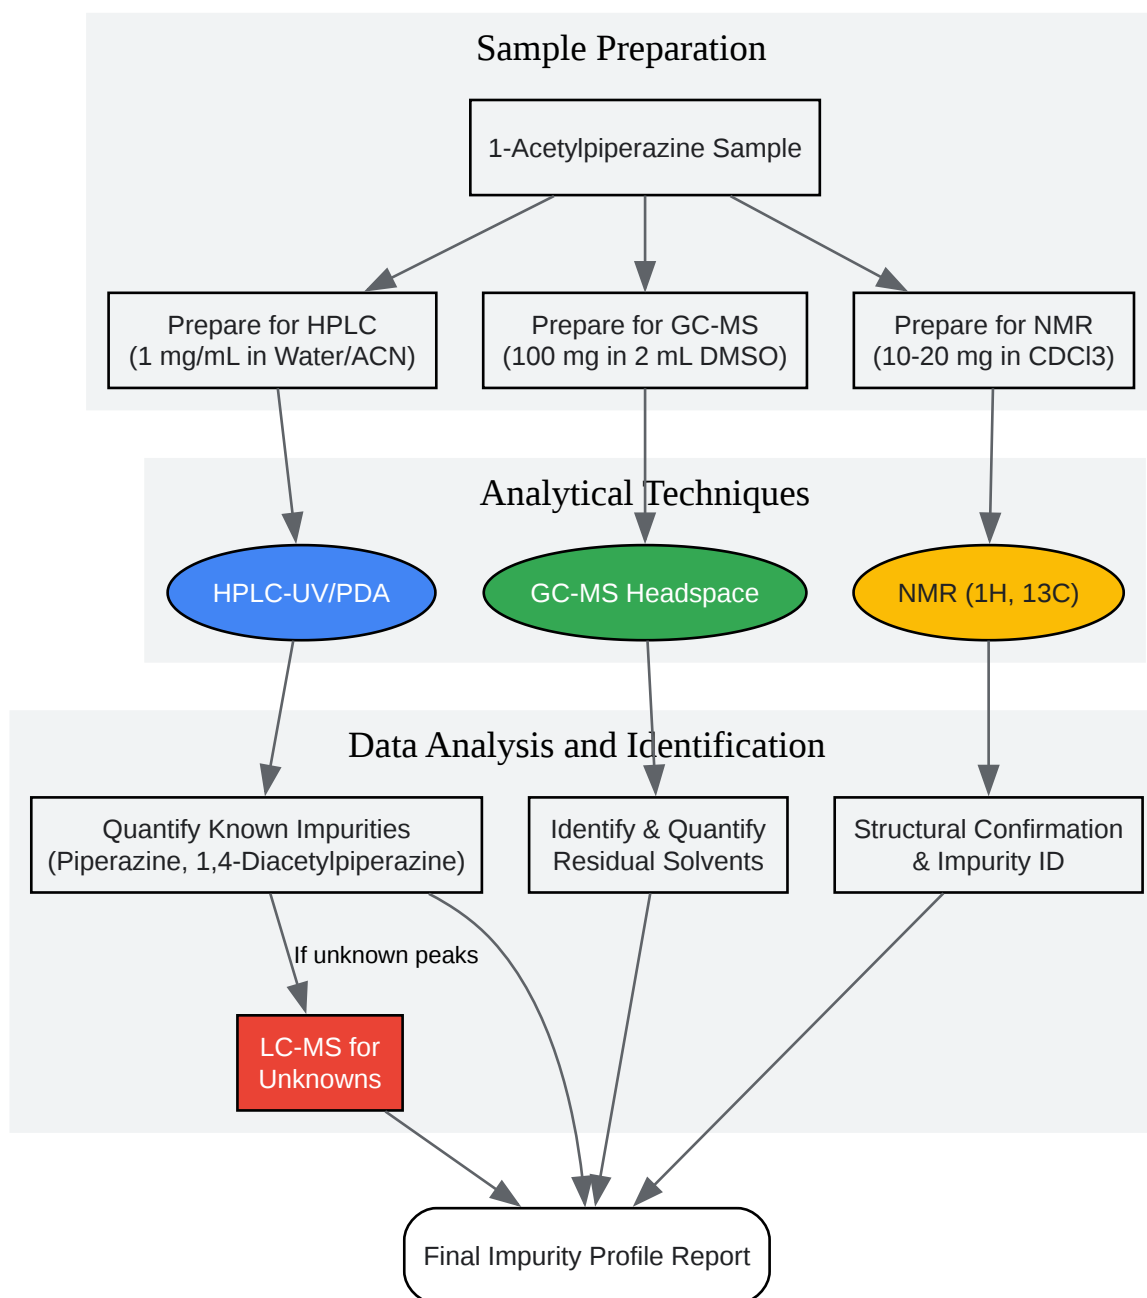 Sample Preparation
1-Acetylpiperazine Sample
Prepare for HPLC
(1 mg/mL in Water/ACN)
Prepare for GC-MS
(100 mg in 2 mL DMSO)
Prepare for NMR
(10-20 mg in CDCl3)
Analytical Techniques
HPLC-UV/PDA
GC-MS Headspace
NMR (1H, 13C)
Data Analysis and Identification
Quantify Known Impurities
(Piperazine, 1,4-Diacetylpiperazine)
Identify & Quantify
Residual Solvents
Structural Confirmation
& Impurity ID
If unknown peaks
LC-MS for
Unknowns
Final Impurity Profile Report